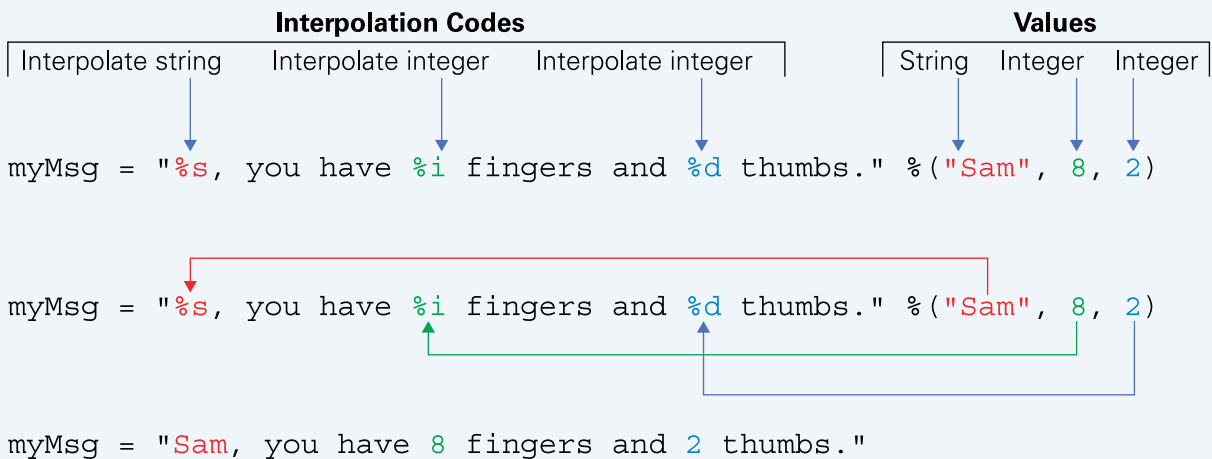 Interpolation Codes Values
Interpolate string Interpolate integer Interpolate integer String Integer Integer
myMsg = "%s, you have %i fingers and %d thumbs." %("Sam", 8, 2)
myMsg = "%s, you have %i fingers and %d thumbs." %("Sam", 8, 2)
myMsg = "Sam, you have 8 fingers and 2 thumbs."